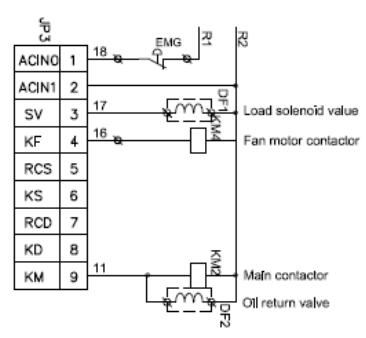 JP3
R1
R2
ACIN0 1 18 EMG
ACIN1 2
SV 3 17 DF1 Load solenoid value
KF 4 16 KM4 Fan motor contactor
RCS 5
KS 6
RCD 7
KD 8
KM 9 11 KM2 Main contactor
DF2 Oil return valve